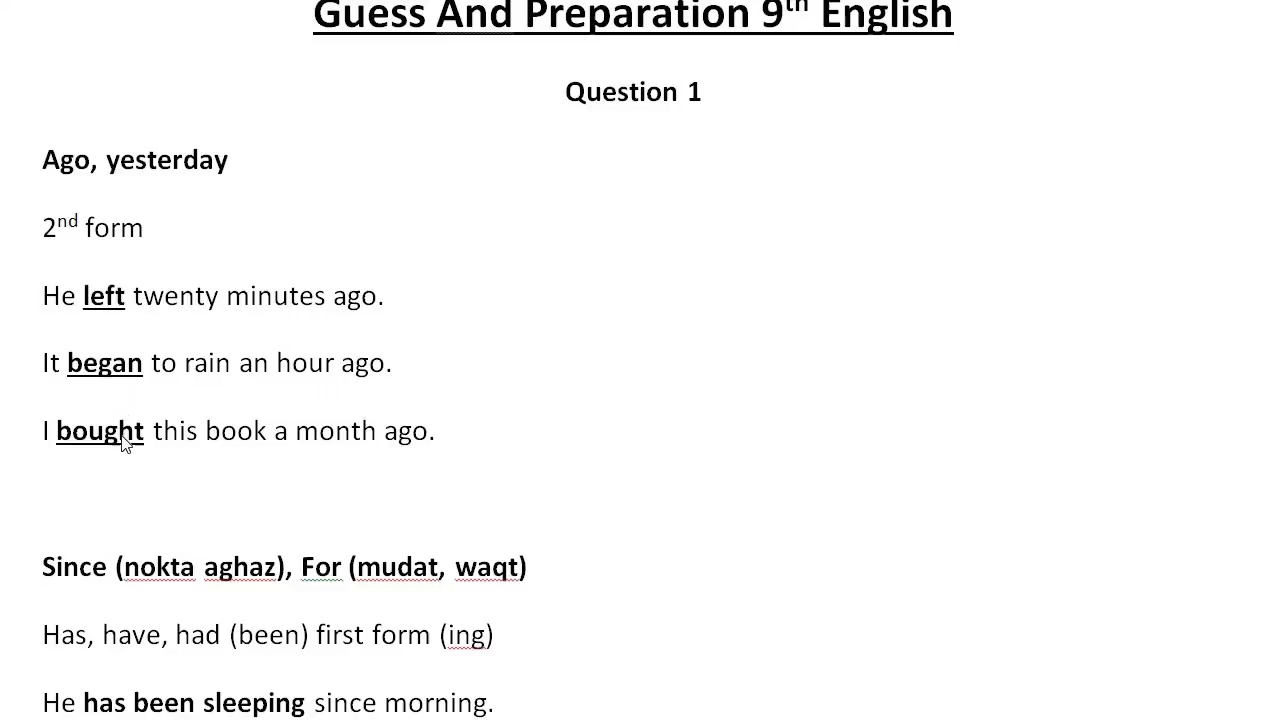 Guess And Preparation 9th English
Question 1
Ago, yesterday
2nd form
He left twenty minutes ago.
It began to rain an hour ago.
I bought this book a month ago.
Since (nokta aghaz), For (mudat, waqt)
Has, have, had (been) first form (ing)
He has been sleeping since morning.